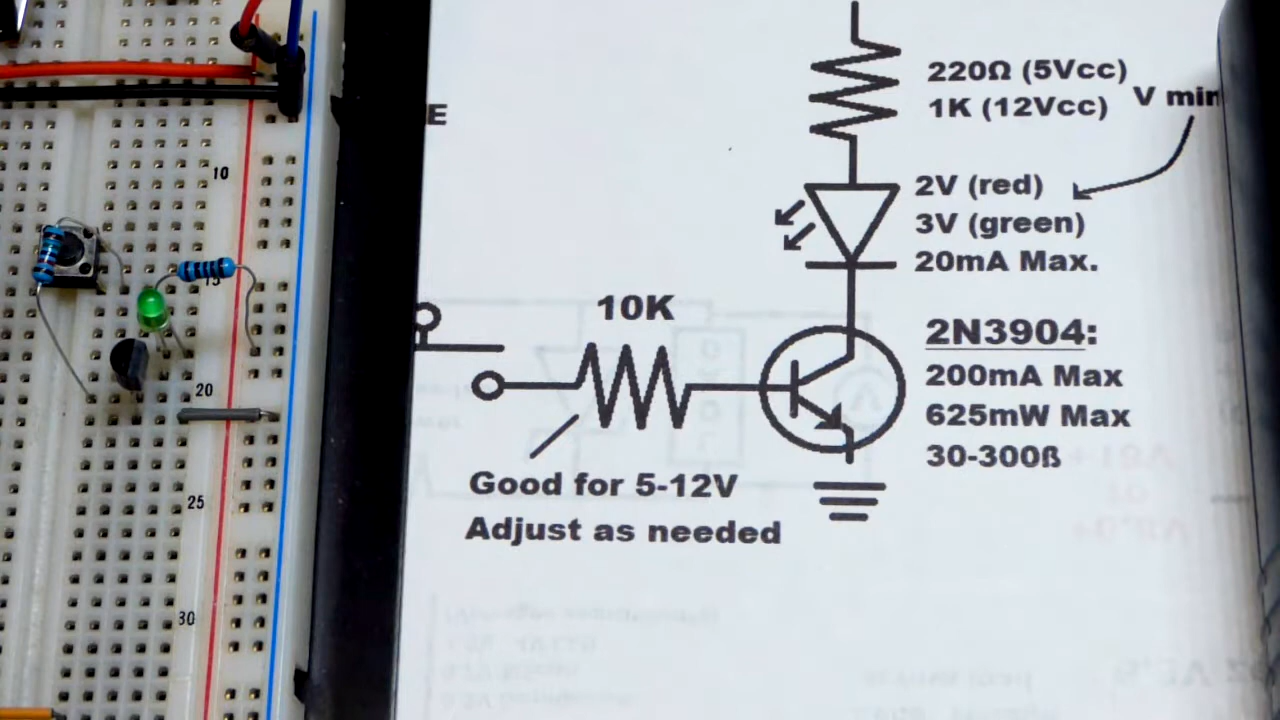 220Ω (5Vcc)
1K (12Vcc)
V min
E
2V (red)
3V (green)
20mA Max.
10K
2N3904:
200mA Max
625mW Max
30-300ß
Good for 5-12V
Adjust as needed
10
15
20
25
30